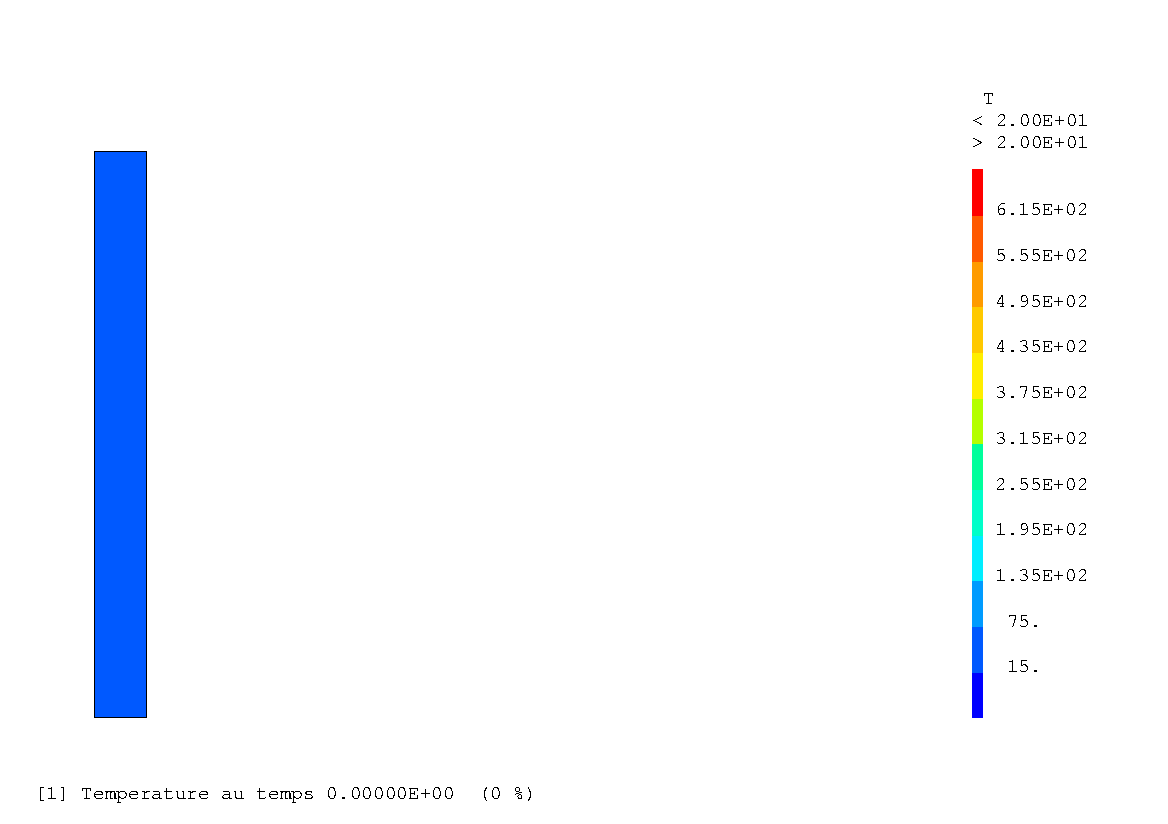 T
< 2.00E+01
> 2.00E+01
6.15E+02
5.55E+02
4.95E+02
4.35E+02
3.75E+02
3.15E+02
2.55E+02
1.95E+02
1.35E+02
75.
15.
[1] Temperature au temps 0.00000E+00 (0 %)